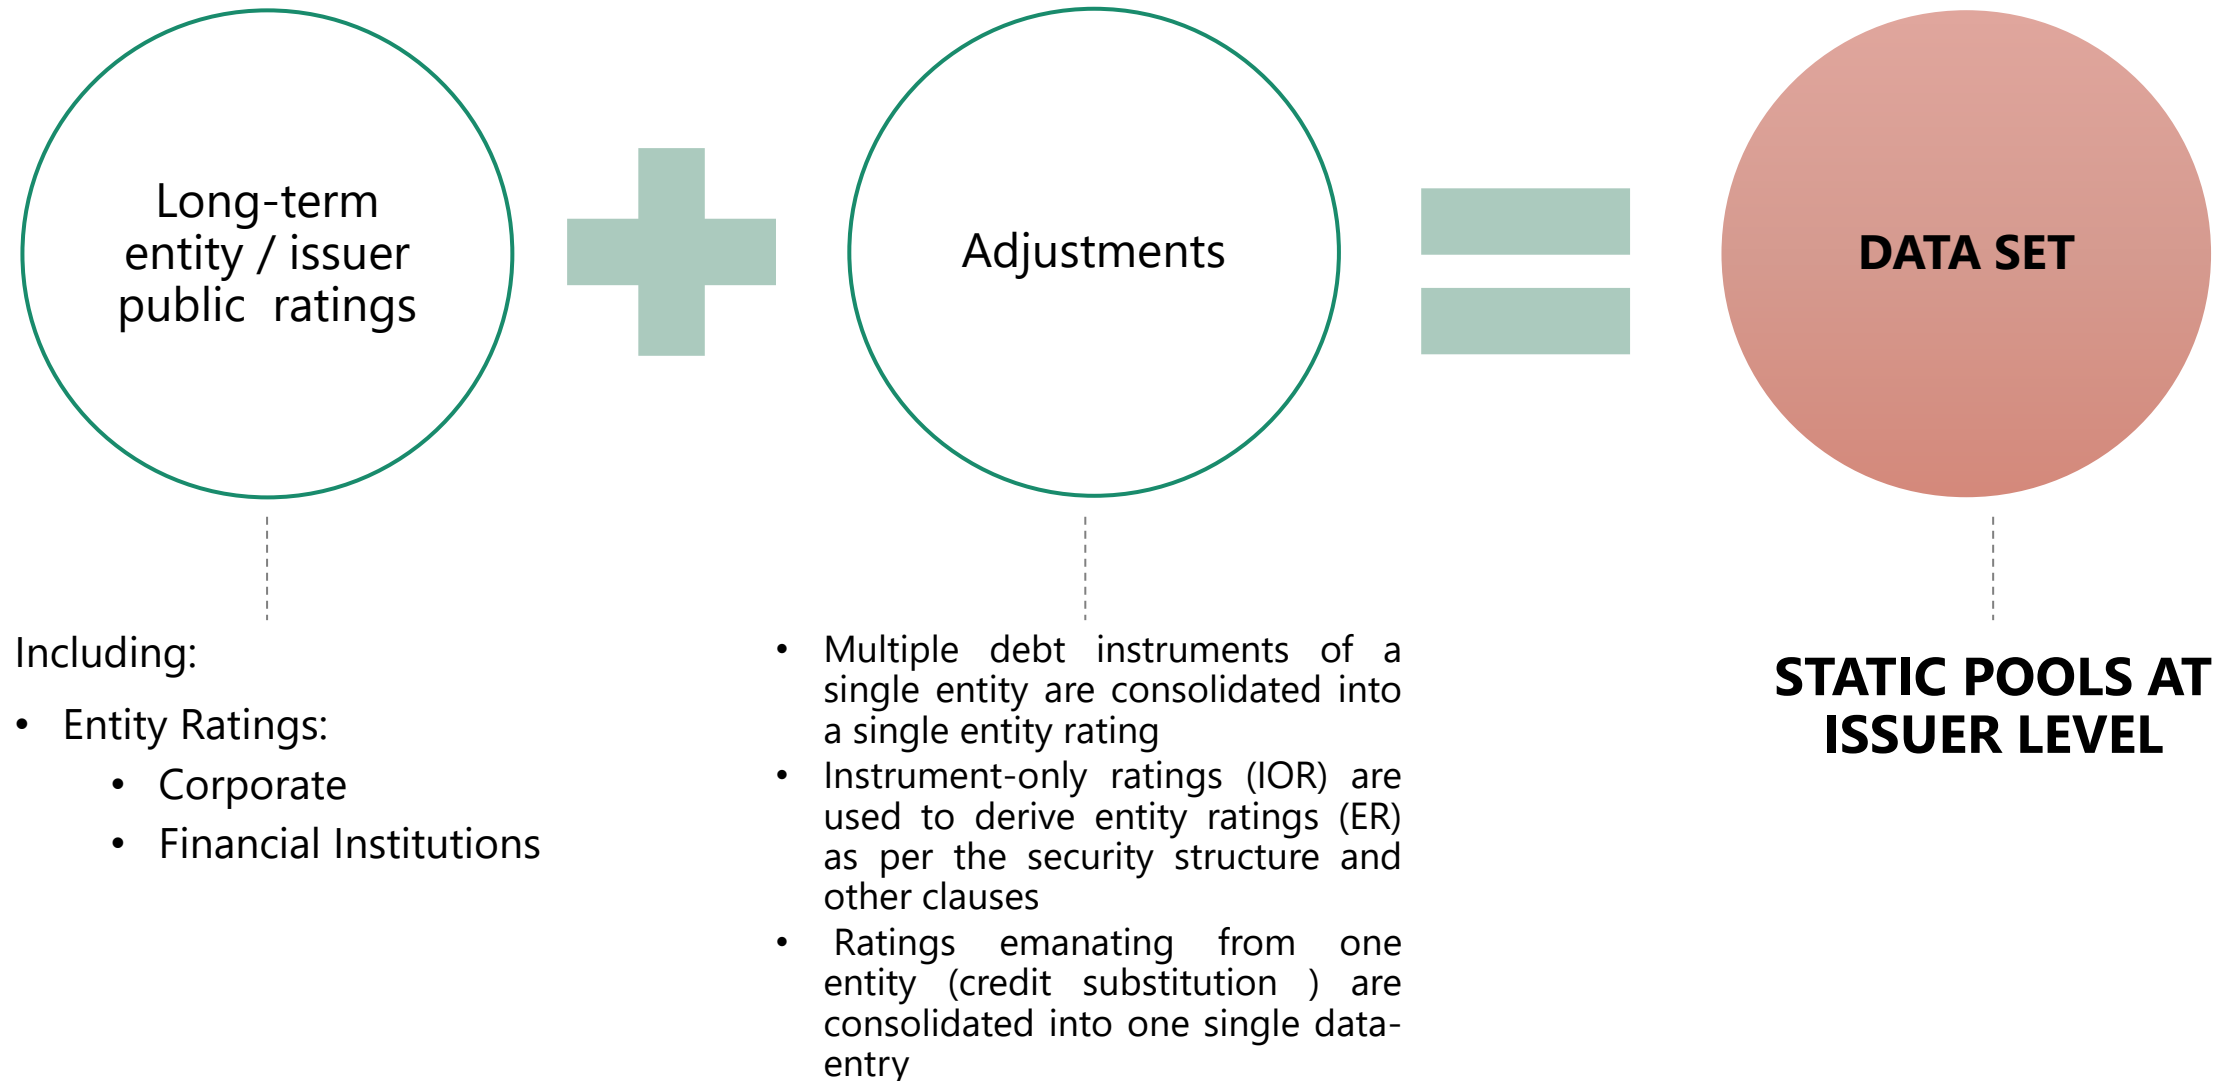 Long-term
entity / issuer
public  ratings
Adjustments
DATA SET
Including:
• Entity Ratings:
• Corporate
• Financial Institutions
• Multiple debt instruments of a
single entity are consolidated into
a single entity rating
• Instrument-only ratings (IOR) are
used to derive entity ratings (ER)
as per the security structure and
other clauses
• Ratings emanating from one
entity (credit substitution ) are
consolidated into one single data-
entry
STATIC POOLS AT
ISSUER LEVEL